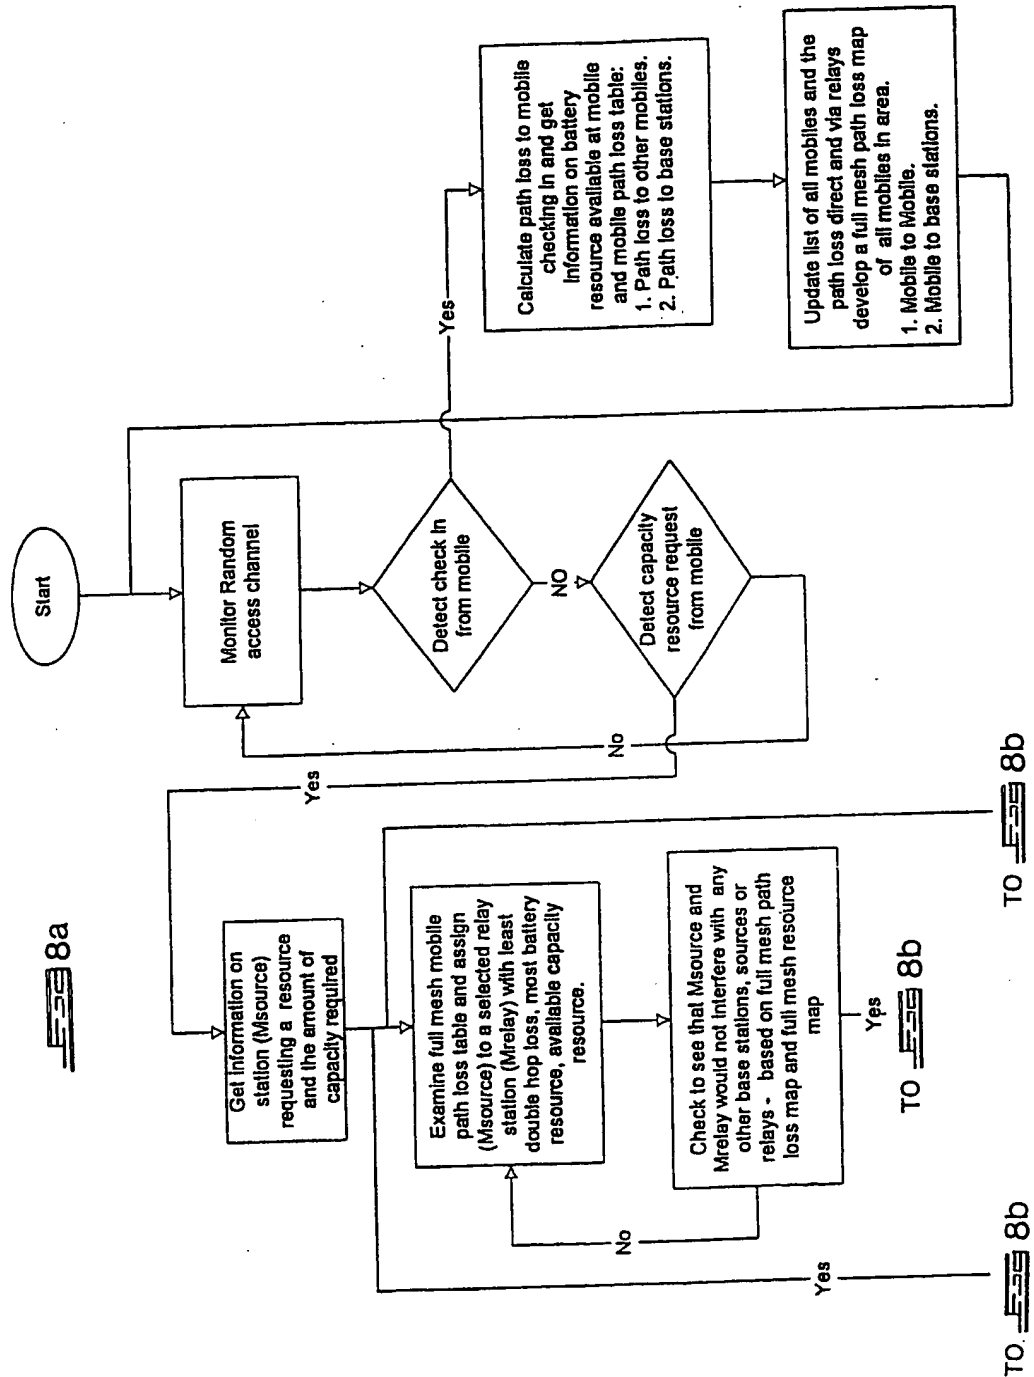 Fig 8a
Start
Monitor Random
access channel
Detect check in
from mobile
Yes
NO
Calculate path loss to mobile
checking in and get
information on battery
resource available at mobile
and mobile path loss table:
1. Path loss to other mobiles.
2. Path loss to base stations.
Update list of all mobiles and the
path loss direct and via relays
develop a full mesh path loss map
of all mobiles in area.
1. Mobile to Mobile.
2. Mobile to base stations.
Detect capacity
resource request
from mobile
No
Yes
Get information on
station (Msource)
requesting a resource
and the amount of
capacity required
Examine full mesh mobile
path loss table and assign
(Msource) to a selected relay
station (Mrelay) with least
double hop loss, most battery
resource, available capacity
resource.
Check to see that Msource and
Mrelay would not interfere with any
other base stations, sources or
relays - based on full mesh path
loss map and full mesh resource
map
No
Yes
Yes
TO Fig 8b
TO Fig 8b
TO Fig 8b